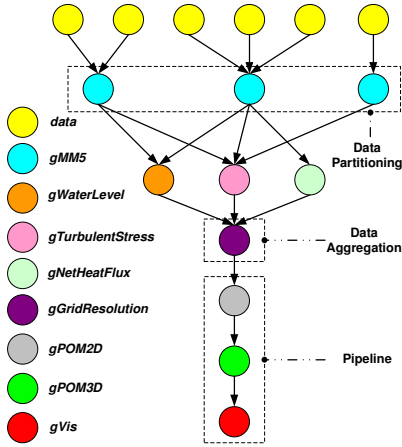 data
gMM5
gWaterLevel
gTurbulentStress
gNetHeatFlux
gGridResolution
gPOM2D
gPOM3D
gVis
Data
Partitioning
Data
Aggregation
Pipeline